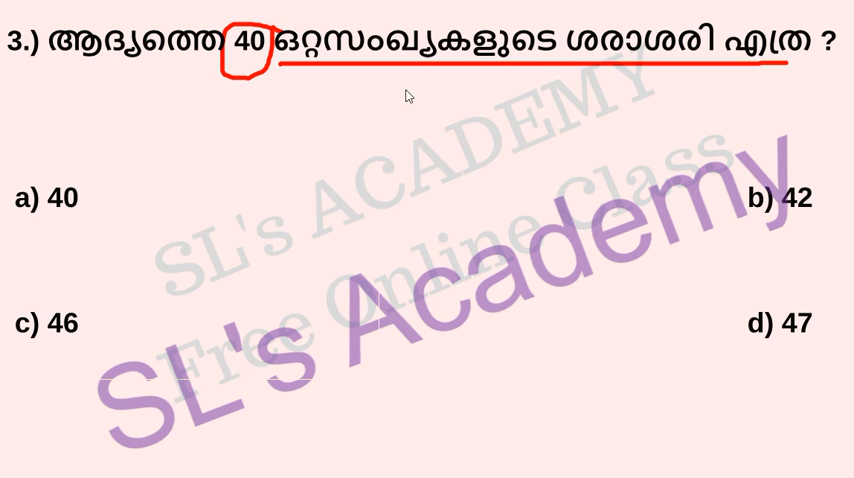 3.) ആദ്യത്തെ 40 ഒറ്റസംഖ്യകളുടെ ശരാശരി എത്ര ?
SL's ACADEMY
a) 40
b) 42
Free Online Class
SL's Academy
c) 46
d) 47